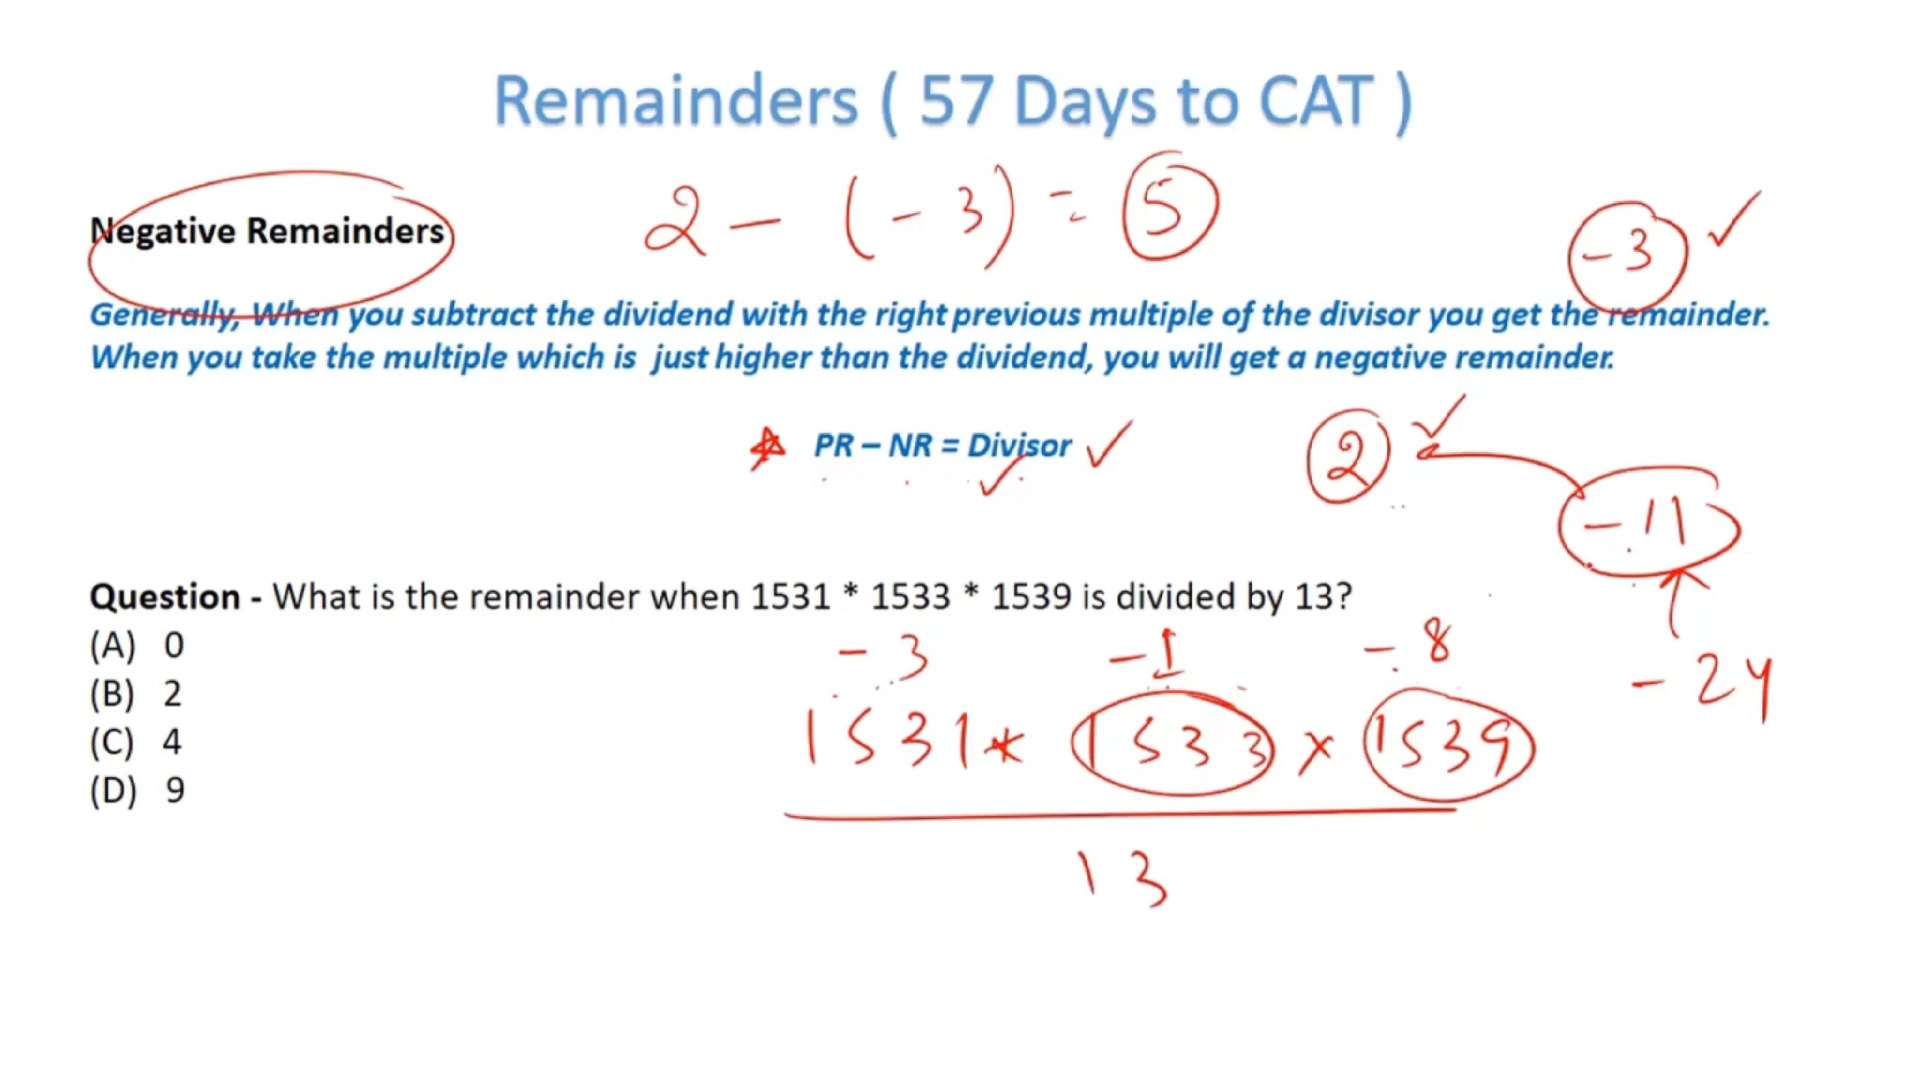 Remainders ( 57 Days to CAT )
Negative Remainders
2 - (-3) = 5
-3 ✓
Generally, When you subtract the dividend with the right previous multiple of the divisor you get the remainder.
When you take the multiple which is just higher than the dividend, you will get a negative remainder.
☆ PR – NR = Divisor ✓ ✓
2 ✓
-11
Question - What is the remainder when 1531 * 1533 * 1539 is divided by 13?
(A) 0
(B) 2
(C) 4
(D) 9
-3 -1 -8
-24
1531 * 1533 x 1539
13